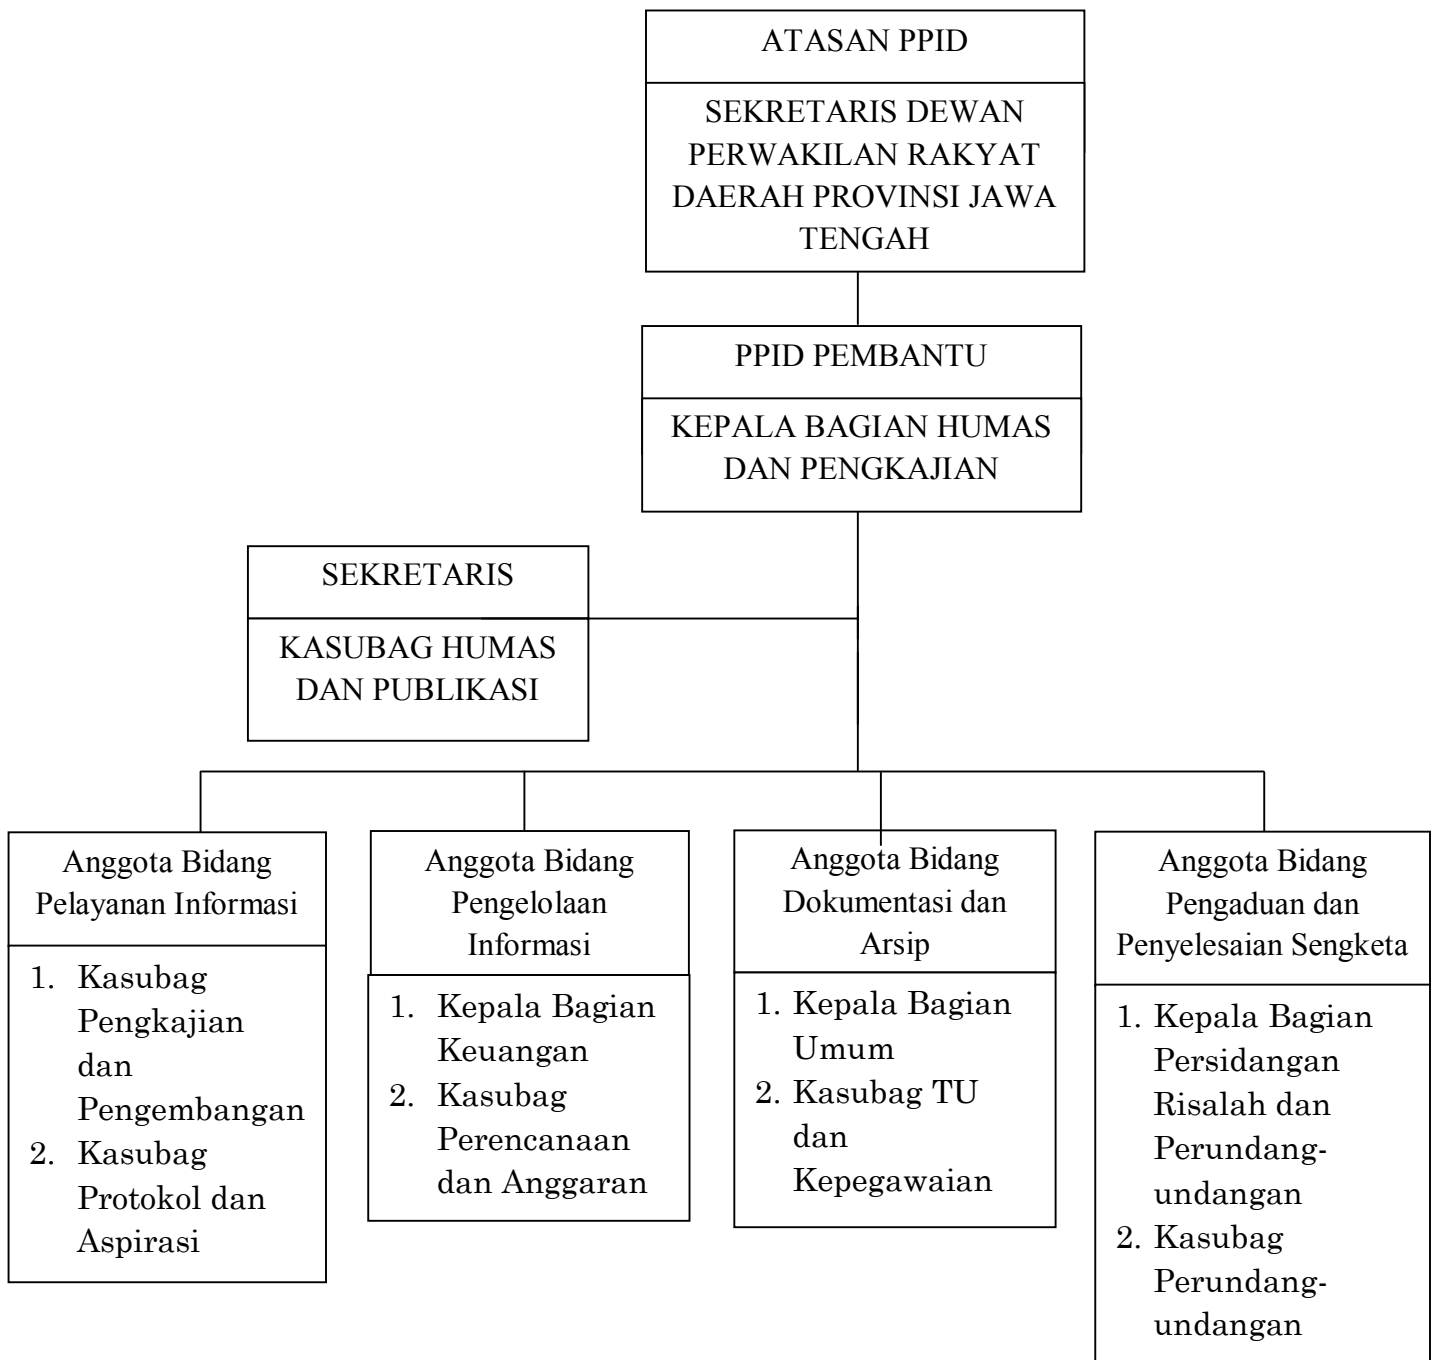 ATASAN PPID
SEKRETARIS DEWAN
PERWAKILAN RAKYAT
DAERAH PROVINSI JAWA
TENGAH
PPID PEMBANTU
KEPALA BAGIAN HUMAS
DAN PENGKAJIAN
SEKRETARIS
KASUBAG HUMAS
DAN PUBLIKASI
Anggota Bidang
Pelayanan Informasi
1. Kasubag
Pengkajian
dan
Pengembangan
2. Kasubag
Protokol dan
Aspirasi
Anggota Bidang
Pengelolaan
Informasi
1. Kepala Bagian
Keuangan
2. Kasubag
Perencanaan
dan Anggaran
Anggota Bidang
Dokumentasi dan
Arsip
1. Kepala Bagian
Umum
2. Kasubag TU
dan
Kepegawaian
Anggota Bidang
Pengaduan dan
Penyelesaian Sengketa
1. Kepala Bagian
Persidangan
Risalah dan
Perundang-
undangan
2. Kasubag
Perundang-
undangan